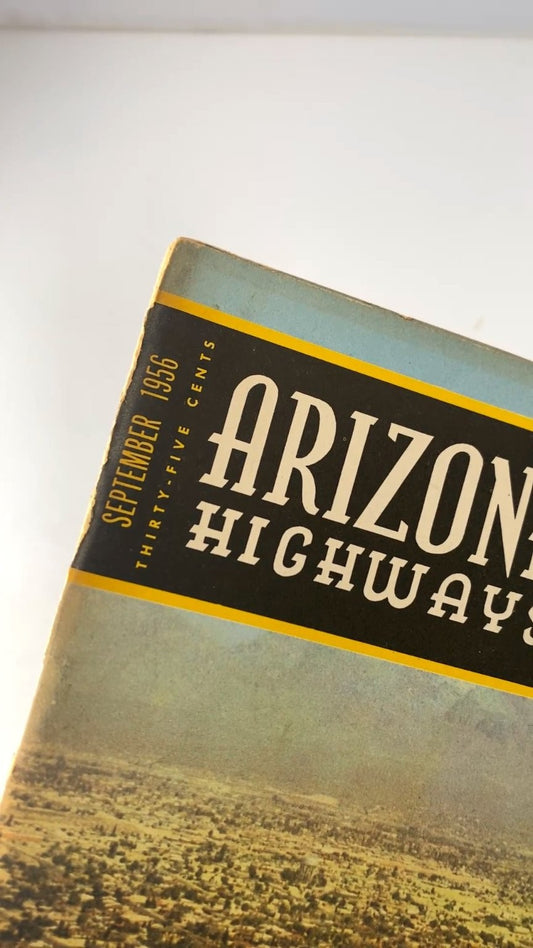 SEPTEMBER 1956
THIRTY-FIVE CENTS
ARIZON
HIGHWAYS